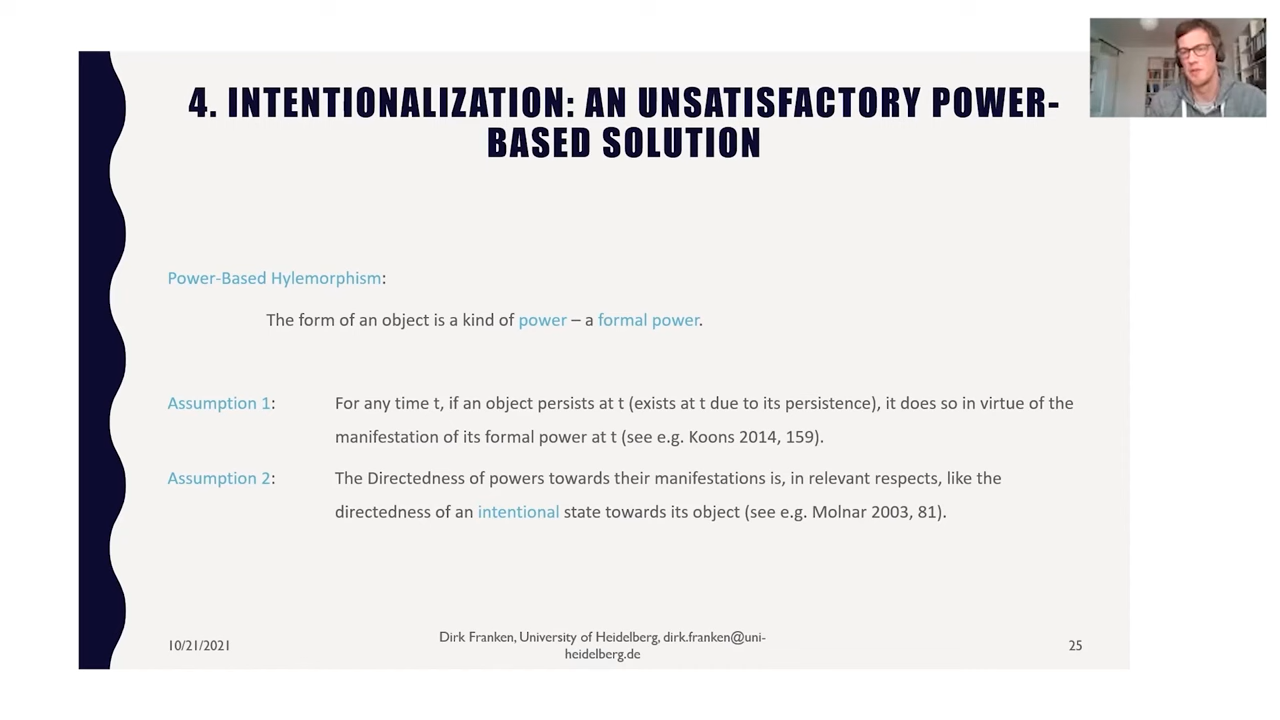 4. INTENTIONALIZATION: AN UNSATISFACTORY POWER-
BASED SOLUTION
Power-Based Hylemorphism:
The form of an object is a kind of power – a formal power.
Assumption 1: For any time t, if an object persists at t (exists at t due to its persistence), it does so in virtue of the
manifestation of its formal power at t (see e.g. Koons 2014, 159).
Assumption 2: The Directedness of powers towards their manifestations is, in relevant respects, like the
directedness of an intentional state towards its object (see e.g. Molnar 2003, 81).
10/21/2021
Dirk Franken, University of Heidelberg, dirk.franken@uni-
heidelberg.de
25